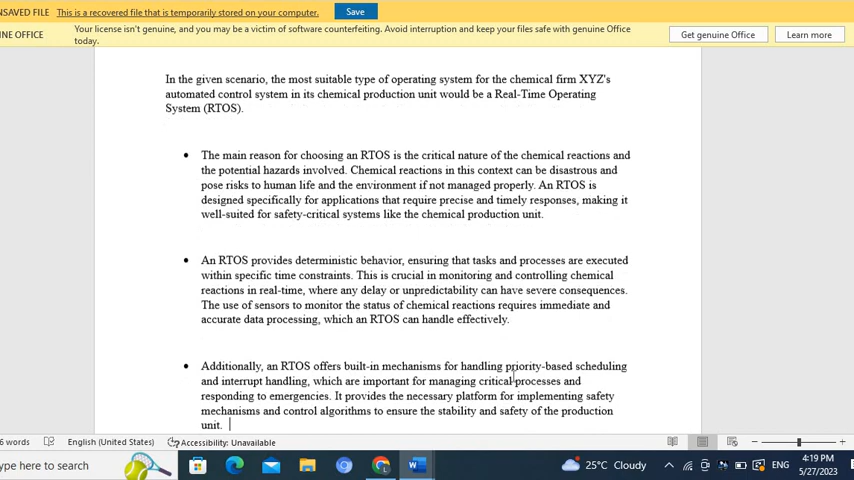 NSAVED FILE This is a recovered file that is temporarily stored on your computer. Save
INE OFFICE Your license isn't genuine, and you may be a victim of software counterfeiting. Avoid interruption and keep your files safe with genuine Office today. Get genuine Office Learn more
In the given scenario, the most suitable type of operating system for the chemical firm XYZ's
automated control system in its chemical production unit would be a Real-Time Operating
System (RTOS).
• The main reason for choosing an RTOS is the critical nature of the chemical reactions and
the potential hazards involved. Chemical reactions in this context can be disastrous and
pose risks to human life and the environment if not managed properly. An RTOS is
designed specifically for applications that require precise and timely responses, making it
well-suited for safety-critical systems like the chemical production unit.
• An RTOS provides deterministic behavior, ensuring that tasks and processes are executed
within specific time constraints. This is crucial in monitoring and controlling chemical
reactions in real-time, where any delay or unpredictability can have severe consequences.
The use of sensors to monitor the status of chemical reactions requires immediate and
accurate data processing, which an RTOS can handle effectively.
• Additionally, an RTOS offers built-in mechanisms for handling priority-based scheduling
and interrupt handling, which are important for managing critical processes and
responding to emergencies. It provides the necessary platform for implementing safety
mechanisms and control algorithms to ensure the stability and safety of the production
unit.
6 words English (United States) Accessibility: Unavailable
ype here to search 25°C Cloudy ENG 4:19 PM
5/27/2023